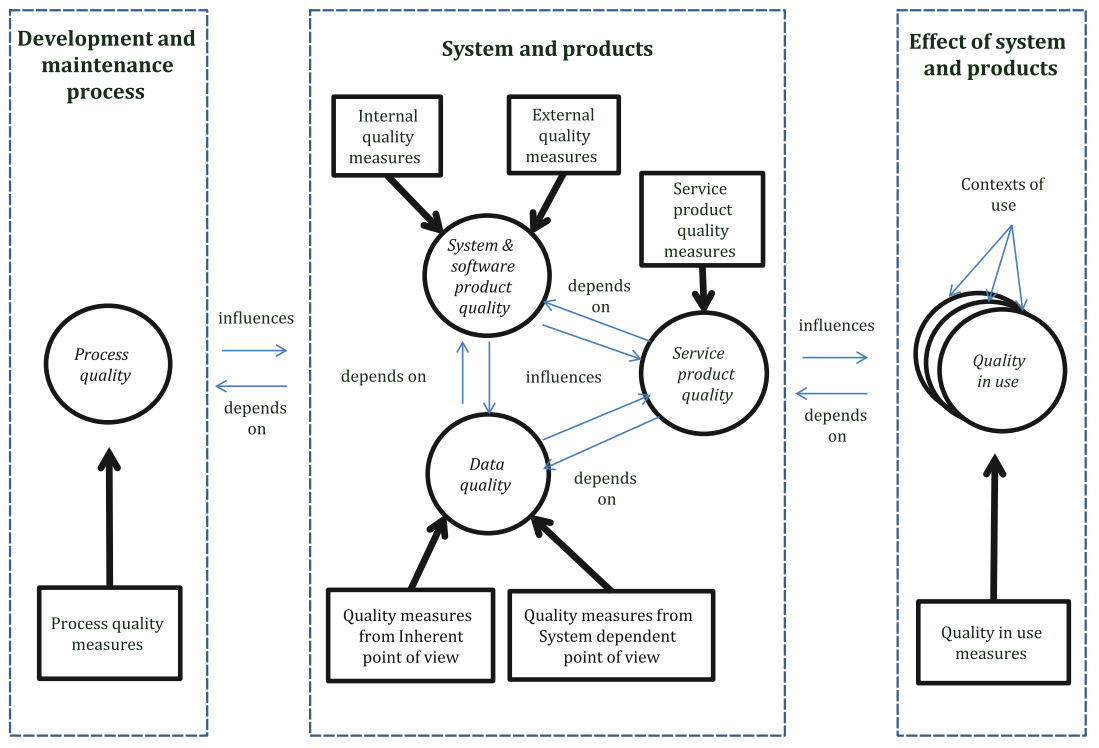 Development and
maintenance
process
Process
quality
Process quality
measures
influences
depends
on
System and products
Internal
quality
measures
External
quality
measures
Service
product
quality
measures
System &
software
product
quality
depends
on
depends on
influences
Service
product
quality
Data
quality
depends
on
Quality measures
from Inherent
point of view
Quality measures from
System dependent
point of view
influences
depends
on
Effect of system
and products
Contexts of
use
Quality
in use
Quality in use
measures